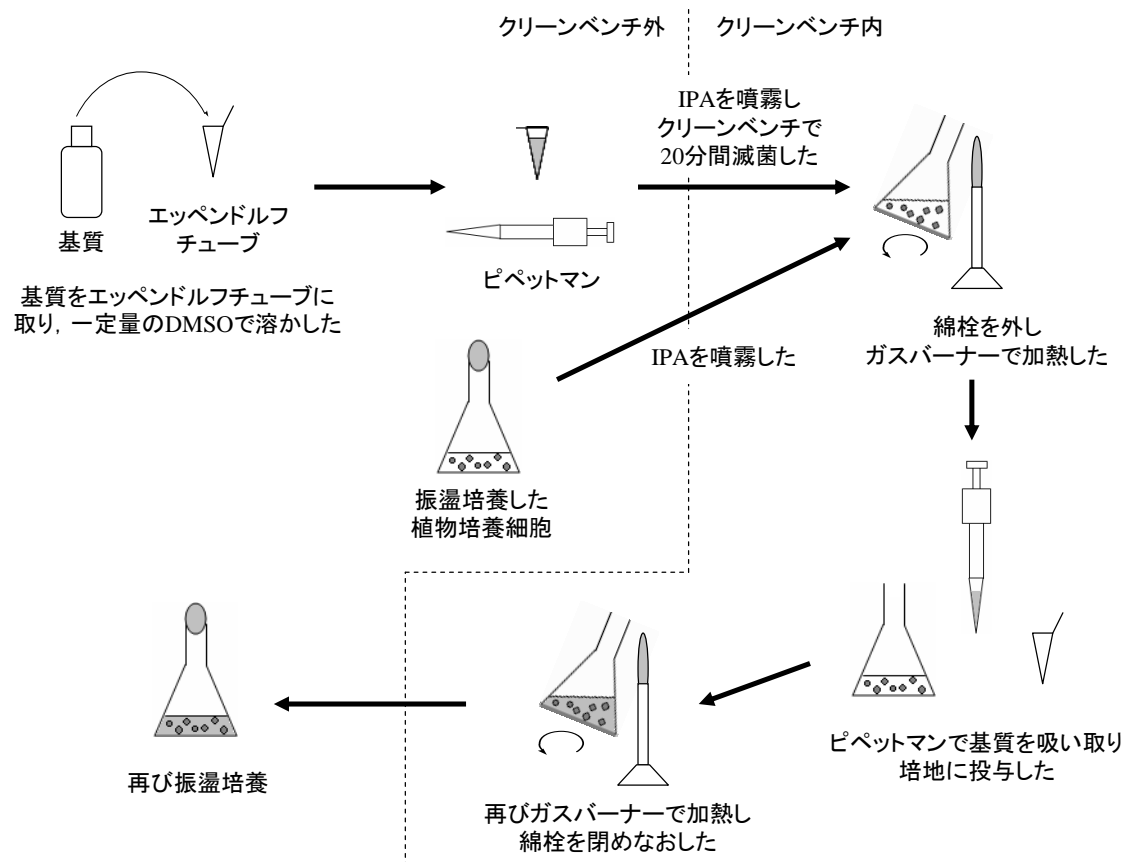 クリーンベンチ外
クリーンベンチ内
IPAを噴霧し
クリーンベンチで
20分間滅菌した
基質
エッペンドルフ
チューブ
ピペットマン
基質をエッペンドルフチューブに
取り，一定量のDMSOで溶かした
IPAを噴霧した
綿栓を外し
ガスバーナーで加熱した
振盪培養した
植物培養細胞
ピペットマンで基質を吸い取り
培地に投与した
再びガスバーナーで加熱し
綿栓を閉めなおした
再び振盪培養